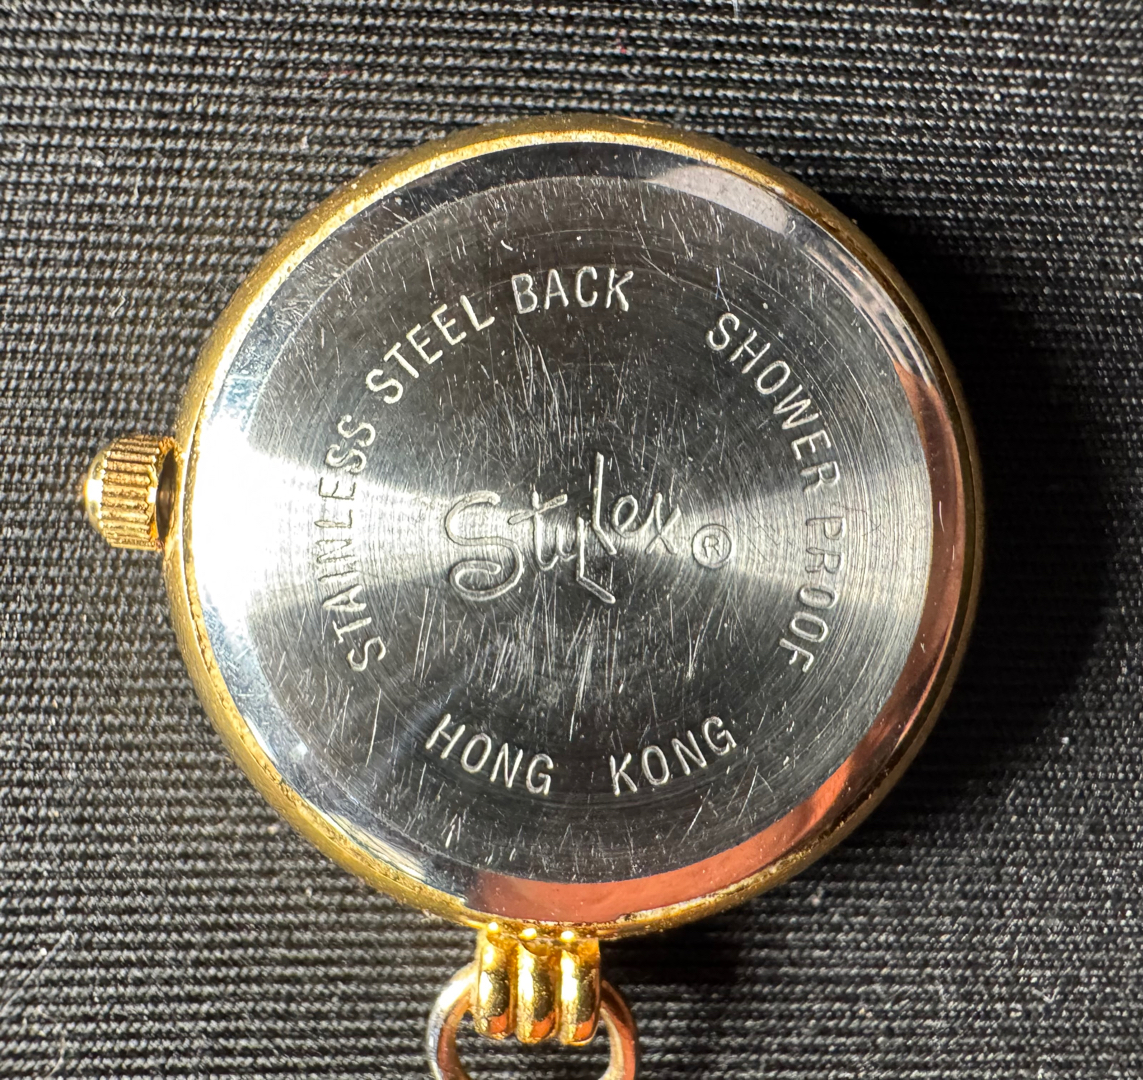 STAINLESS STEEL BACK
SHOWER PROOF
Stylex ®
HONG KONG